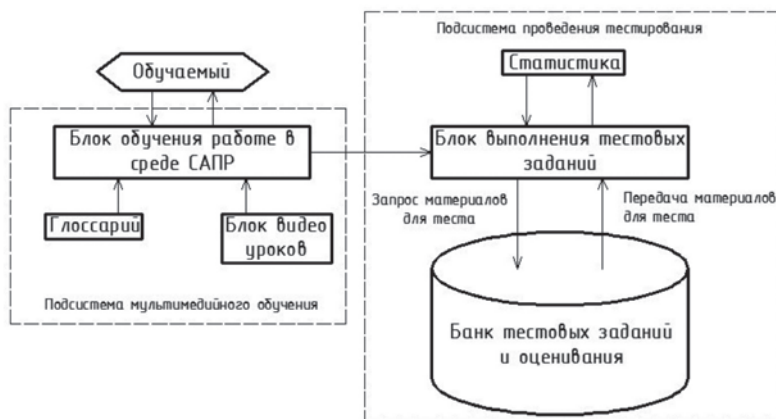 Обучаемый
Блок обучения работе в
среде САПР
Глоссарий
Блок видео
уроков
Подсистема мультимедийного обучения
Подсистема проведения тестирования
Статистика
Блок выполнения тестовых
заданий
Запрос материалов
для теста
Передача материалов
для теста
Банк тестовых заданий
и оценивания